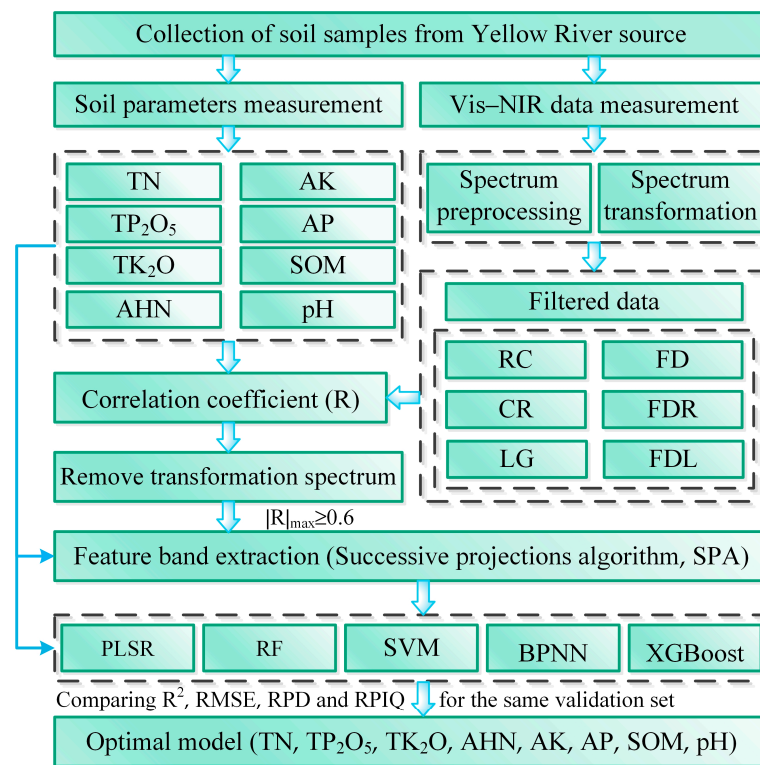 Collection of soil samples from Yellow River source
Soil parameters measurement
Vis–NIR data measurement
TN
AK
TP₂O₅
AP
TK₂O
SOM
AHN
pH
Spectrum
preprocessing
Spectrum
transformation
Filtered data
RC
FD
CR
FDR
LG
FDL
Correlation coefficient (R)
Remove transformation spectrum
|R|max≥0.6
Feature band extraction (Successive projections algorithm, SPA)
PLSR
RF
SVM
BPNN
XGBoost
Comparing R², RMSE, RPD and RPIQ for the same validation set
Optimal model (TN, TP₂O₅, TK₂O, AHN, AK, AP, SOM, pH)